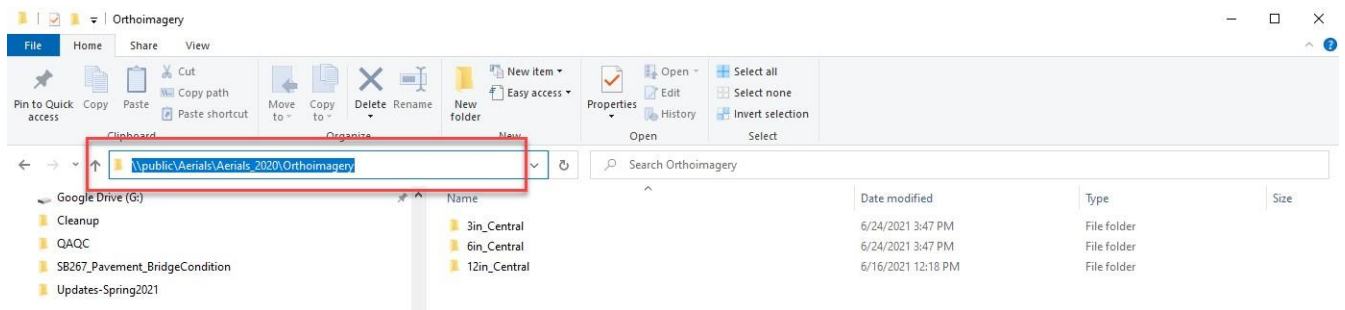 Orthoimagery
File Home Share View
Pin to Quick access
Copy
Paste
Cut
Copy path
Paste shortcut
Clipboard
Move to
Copy to
Delete
Rename
Organize
New folder
New item
Easy access
New
Properties
Open
Edit
History
Open
Select all
Select none
Invert selection
Select
\\public\Aerials\Aerials_2020\Orthoimagery
Search Orthoimagery
Google Drive (G:)
Cleanup
QAQC
SB267_Pavement_BridgeCondition
Updates-Spring2021
Name Date modified Type Size
3in_Central 6/24/2021 3:47 PM File folder
6in_Central 6/24/2021 3:47 PM File folder
12in_Central 6/16/2021 12:18 PM File folder